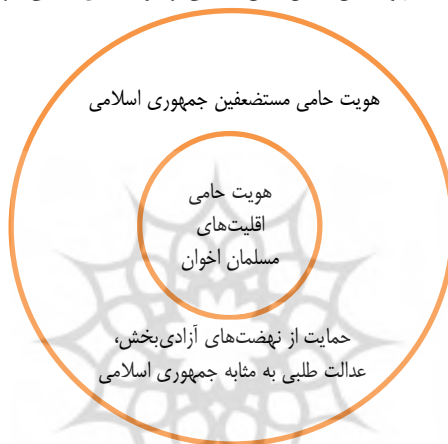 هویت حامی مستضعفین جمهوری اسلامی
هویت حامی
اقلیت‌های
مسلمان اخوان
حمایت از نهضت‌های آزادی‌بخش،
عدالت طلبی به مثابه جمهوری اسلامی